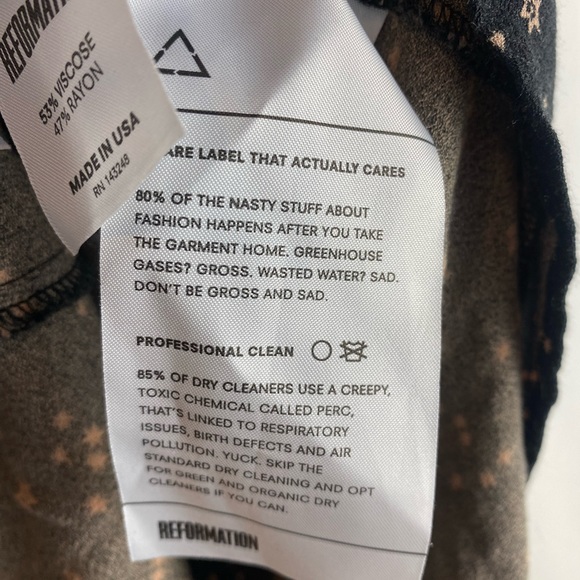 REFORMATION
53% VISCOSE
47% RAYON
MADE IN USA
RN 143248
ARE LABEL THAT ACTUALLY CARES
80% OF THE NASTY STUFF ABOUT
FASHION HAPPENS AFTER YOU TAKE
THE GARMENT HOME. GREENHOUSE
GASES? GROSS. WASTED WATER? SAD.
DON'T BE GROSS AND SAD.
PROFESSIONAL CLEAN
85% OF DRY CLEANERS USE A CREEPY,
TOXIC CHEMICAL CALLED PERC,
THAT'S LINKED TO RESPIRATORY
ISSUES, BIRTH DEFECTS AND AIR
POLLUTION. YUCK. SKIP THE
STANDARD DRY CLEANING AND OPT
FOR GREEN AND ORGANIC DRY
CLEANERS IF YOU CAN.
REFORMATION